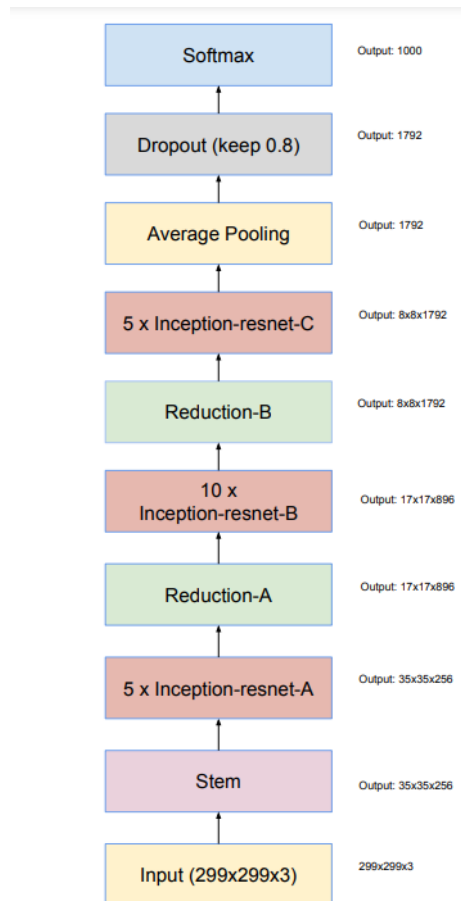 Softmax
Output: 1000
Dropout (keep 0.8)
Output: 1792
Average Pooling
Output: 1792
5 x Inception-resnet-C
Output: 8x8x1792
Reduction-B
Output: 8x8x1792
10 x
Inception-resnet-B
Output: 17x17x896
Reduction-A
Output: 17x17x896
5 x Inception-resnet-A
Output: 35x35x256
Stem
Output: 35x35x256
Input (299x299x3)
299x299x3